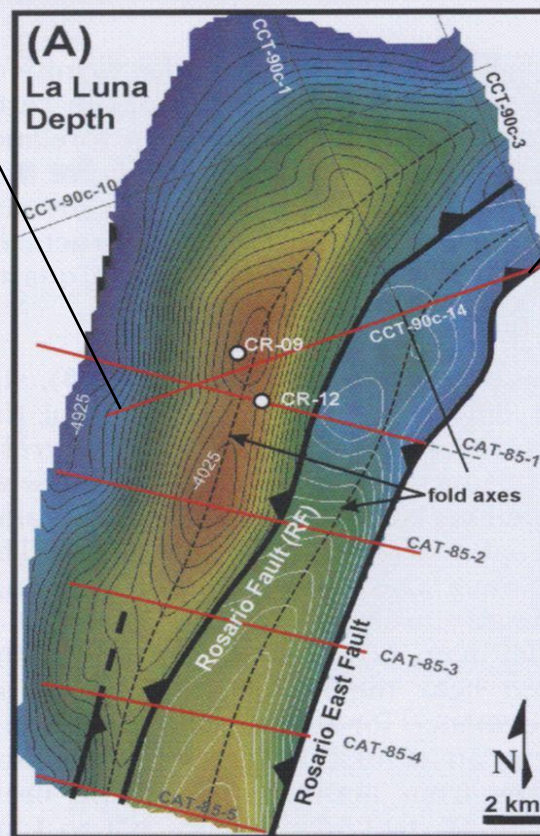 (A)
La Luna
Depth
CCT-90c-1
CCT-90c-3
CCT-90c-10
CR-09
CCT-90c-14
CR-12
-4925
CAT-85-1
-4025
fold axes
CAT-85-2
Rosario Fault (RF)
CAT-85-3
Rosario East Fault
CAT-85-4
N
CAT-85-5
2 km